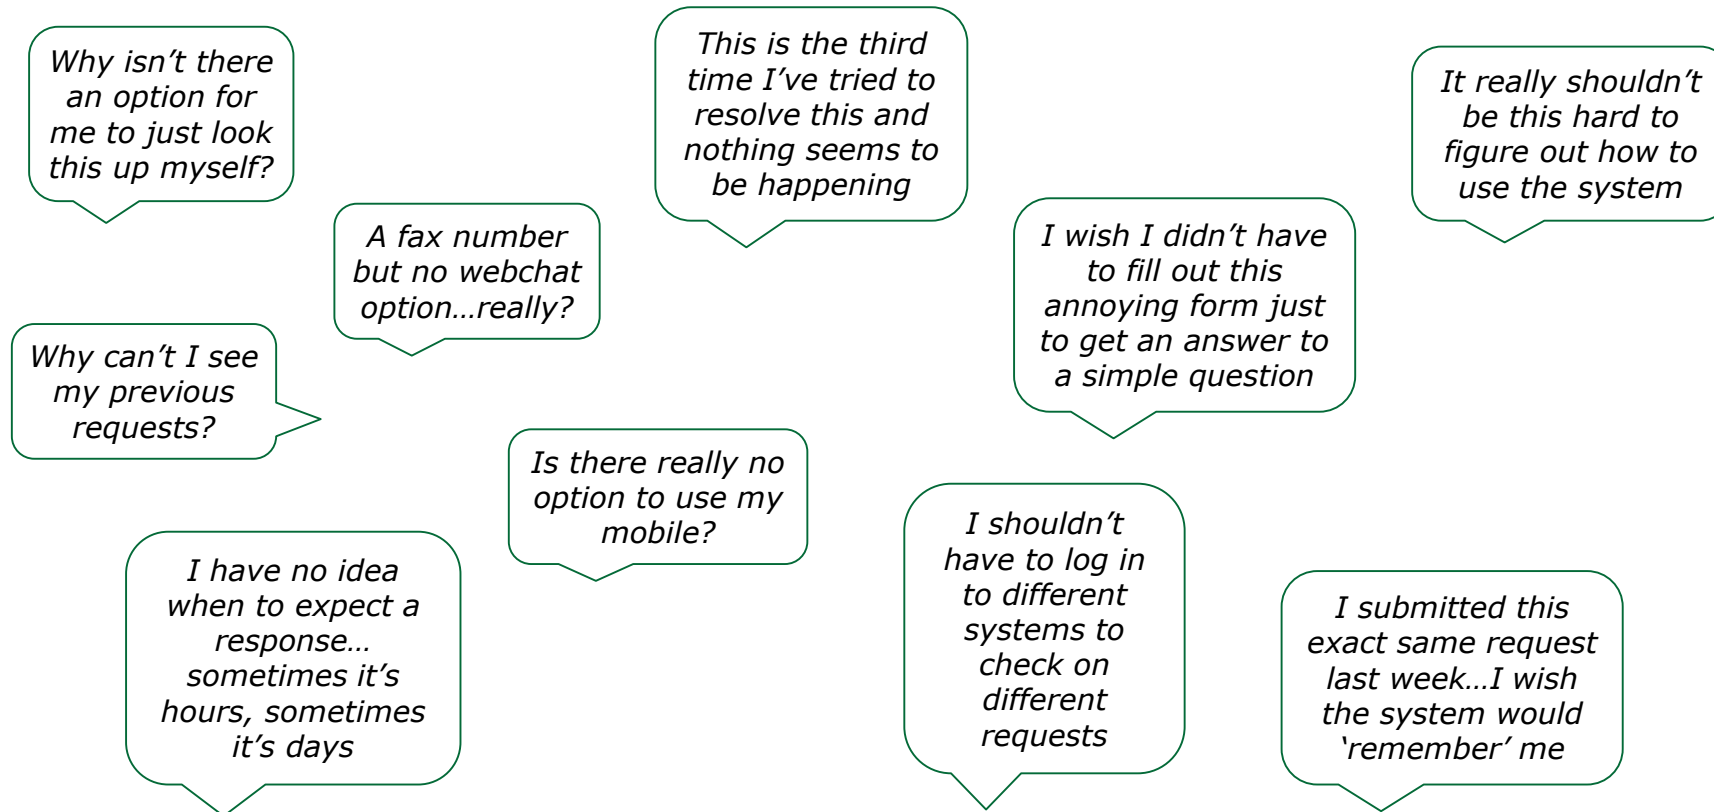 Why isn’t there
an option for
me to just look
this up myself?
This is the third
time I’ve tried to
resolve this and
nothing seems to
be happening
It really shouldn’t
be this hard to
figure out how to
use the system
A fax number
but no webchat
option…really?
I wish I didn’t have
to fill out this
annoying form just
to get an answer to
a simple question
Why can’t I see
my previous
requests?
Is there really no
option to use my
mobile?
I shouldn’t
have to log in
to different
systems to
check on
different
requests
I have no idea
when to expect a
response…
sometimes it’s
hours, sometimes
it’s days
I submitted this
exact same request
last week…I wish
the system would
‘remember’ me